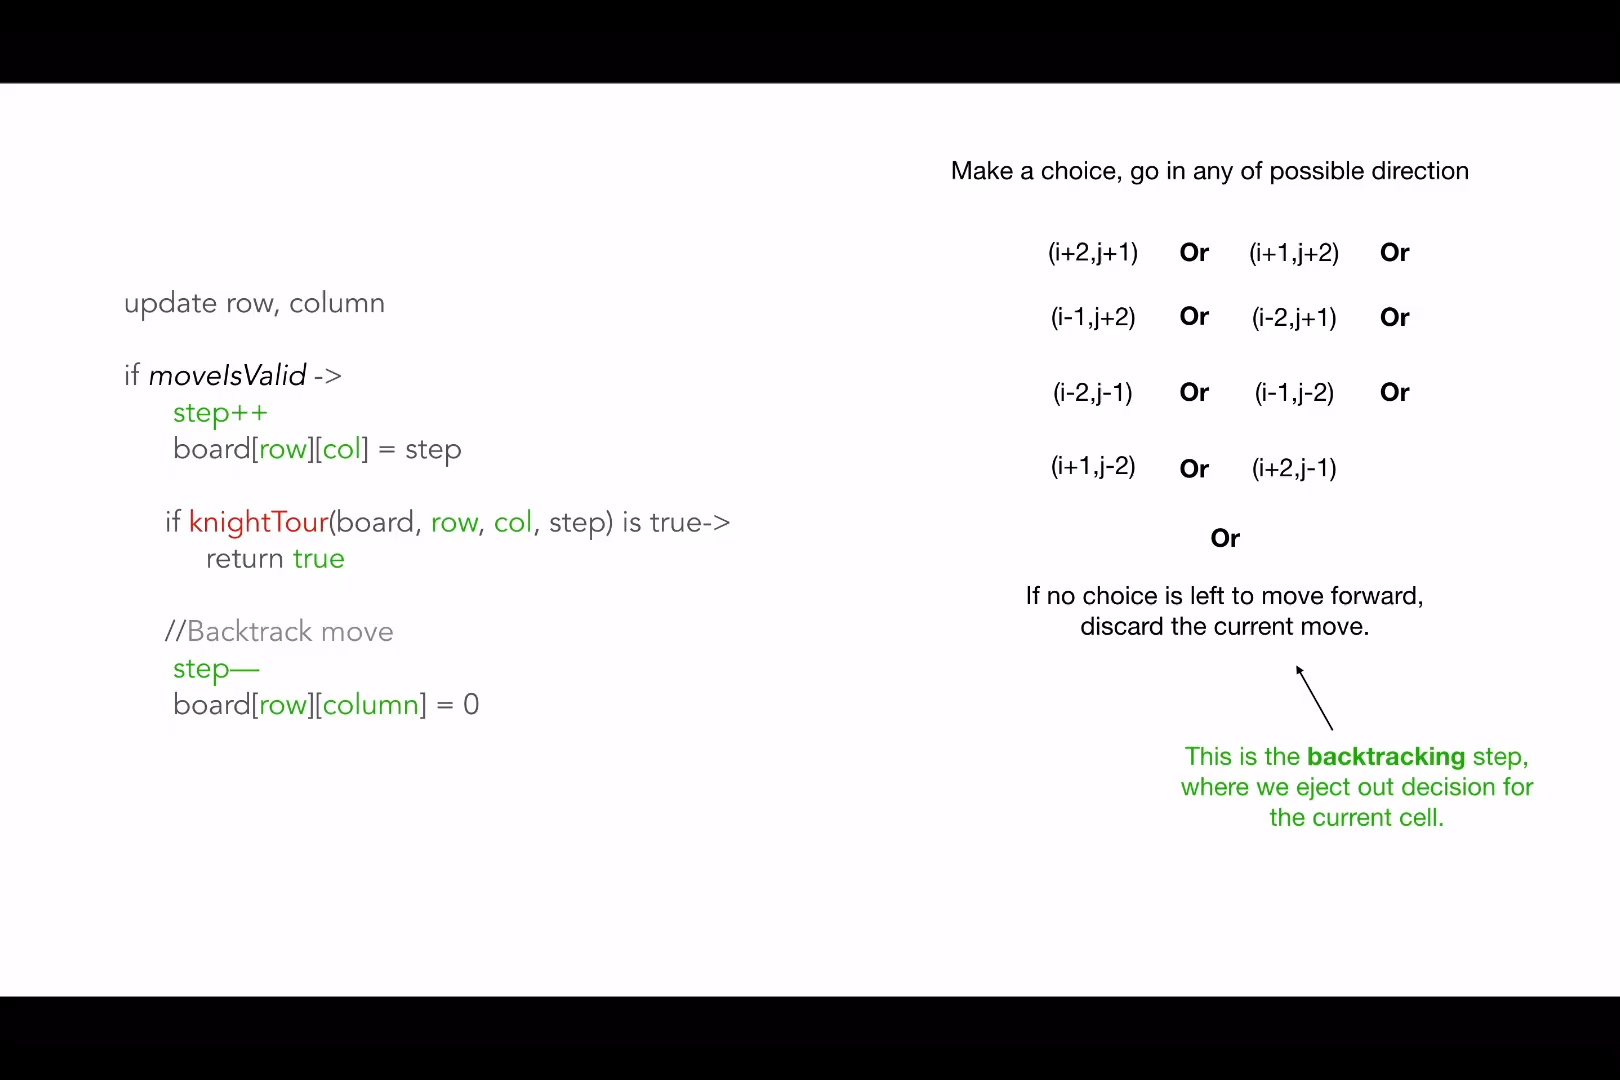 update row, column
if moveIsValid ->
step++
board[row][col] = step
if knightTour(board, row, col, step) is true->
return true
//Backtrack move
step—
board[row][column] = 0
Make a choice, go in any of possible direction
(i+2,j+1) Or (i+1,j+2) Or
(i-1,j+2) Or (i-2,j+1) Or
(i-2,j-1) Or (i-1,j-2) Or
(i+1,j-2) Or (i+2,j-1)
Or
If no choice is left to move forward,
discard the current move.
This is the backtracking step,
where we eject out decision for
the current cell.